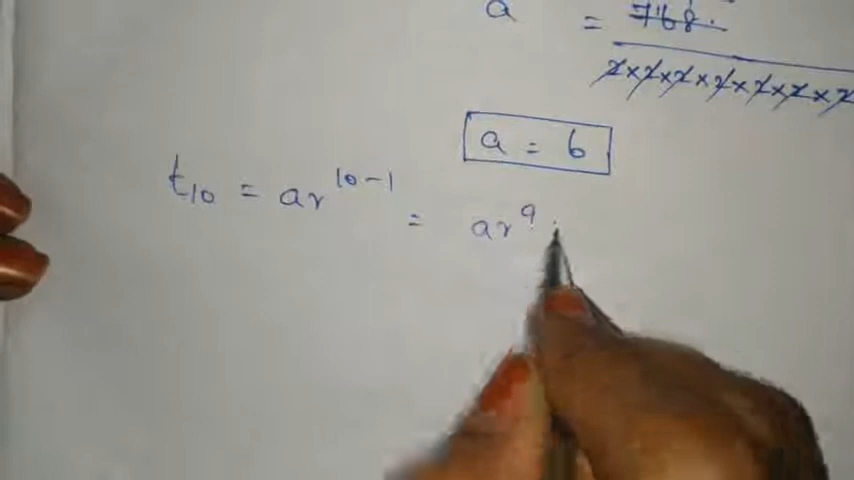 a = 768.
2×2×2×2×2×2×2
a = 6
t₁₀ = ar¹⁰⁻¹ = ar⁹